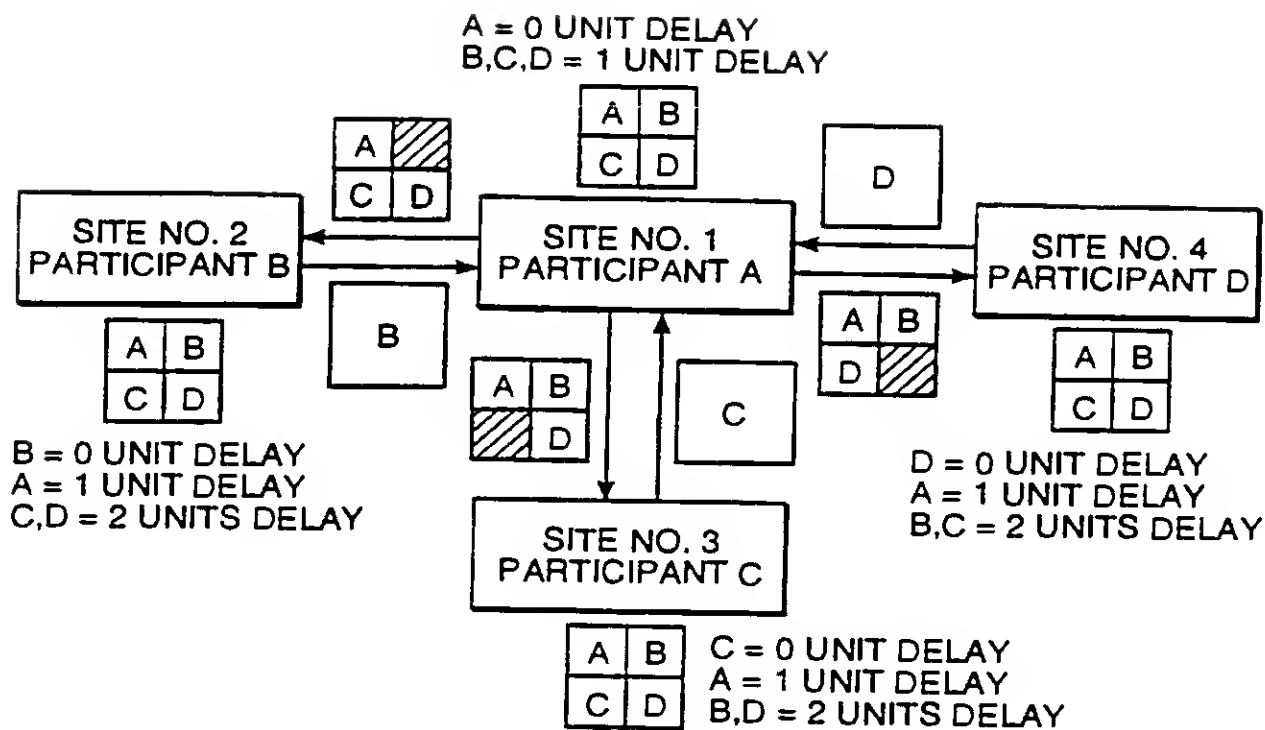 A = 0 UNIT DELAY
B,C,D = 1 UNIT DELAY
A B
C D
A
C D
D
SITE NO. 2
PARTICIPANT B
SITE NO. 1
PARTICIPANT A
SITE NO. 4
PARTICIPANT D
B
A B
D
A B
C D
A B
D
C
A B
C D
B = 0 UNIT DELAY
A = 1 UNIT DELAY
C,D = 2 UNITS DELAY
D = 0 UNIT DELAY
A = 1 UNIT DELAY
B,C = 2 UNITS DELAY
SITE NO. 3
PARTICIPANT C
A B
C D
C = 0 UNIT DELAY
A = 1 UNIT DELAY
B,D = 2 UNITS DELAY